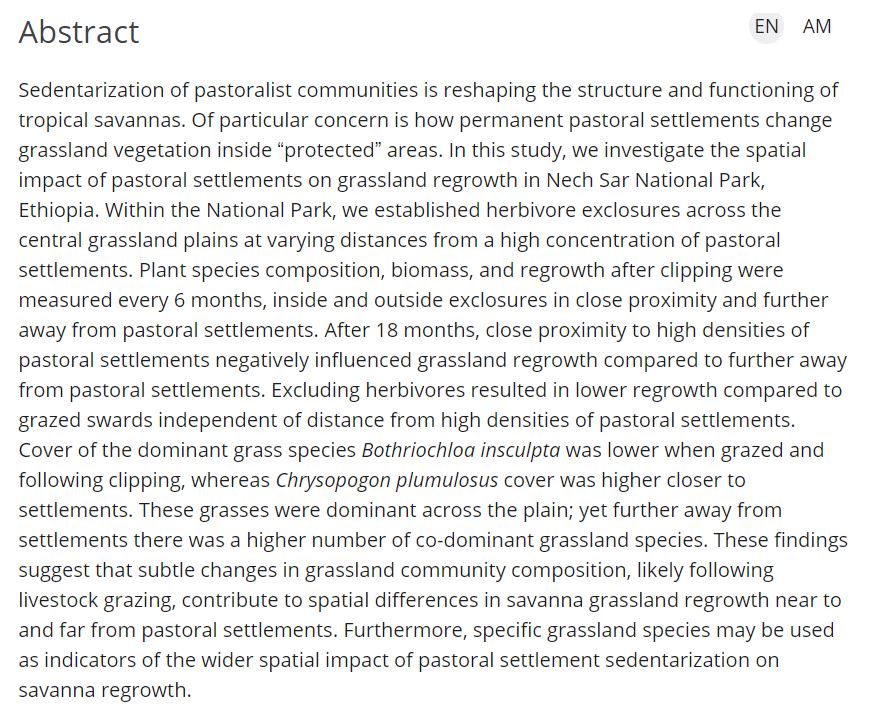 Abstract
EN AM
Sedentarization of pastoralist communities is reshaping the structure and functioning of
tropical savannas. Of particular concern is how permanent pastoral settlements change
grassland vegetation inside “protected” areas. In this study, we investigate the spatial
impact of pastoral settlements on grassland regrowth in Nech Sar National Park,
Ethiopia. Within the National Park, we established herbivore exclosures across the
central grassland plains at varying distances from a high concentration of pastoral
settlements. Plant species composition, biomass, and regrowth after clipping were
measured every 6 months, inside and outside exclosures in close proximity and further
away from pastoral settlements. After 18 months, close proximity to high densities of
pastoral settlements negatively influenced grassland regrowth compared to further away
from pastoral settlements. Excluding herbivores resulted in lower regrowth compared to
grazed swards independent of distance from high densities of pastoral settlements.
Cover of the dominant grass species Bothriochloa insculpta was lower when grazed and
following clipping, whereas Chrysopogon plumulosus cover was higher closer to
settlements. These grasses were dominant across the plain; yet further away from
settlements there was a higher number of co-dominant grassland species. These findings
suggest that subtle changes in grassland community composition, likely following
livestock grazing, contribute to spatial differences in savanna grassland regrowth near to
and far from pastoral settlements. Furthermore, specific grassland species may be used
as indicators of the wider spatial impact of pastoral settlement sedentarization on
savanna regrowth.